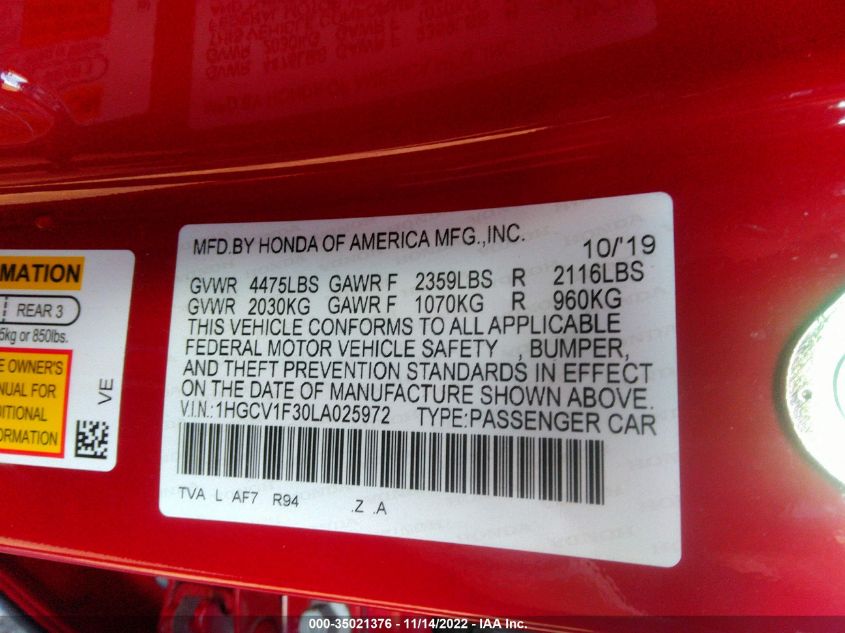 MFD.BY HONDA OF AMERICA MFG.,INC. 10/'19
GVWR 4475LBS GAWR F 2359LBS R 2116LBS
GVWR 2030KG GAWR F 1070KG R 960KG
THIS VEHICLE CONFORMS TO ALL APPLICABLE
FEDERAL MOTOR VEHICLE SAFETY , BUMPER,
AND THEFT PREVENTION STANDARDS IN EFFECT
ON THE DATE OF MANUFACTURE SHOWN ABOVE.
V.I.N.:1HGCV1F30LA025972 TYPE:PASSENGER CAR
TVA L AF7 R94 .Z .A
MATION
REAR 3
5kg or 850lbs.
E OWNER'S
NUAL FOR
DITIONAL
ORMATION
VE
000-35021376 - 11/14/2022 - IAA Inc.